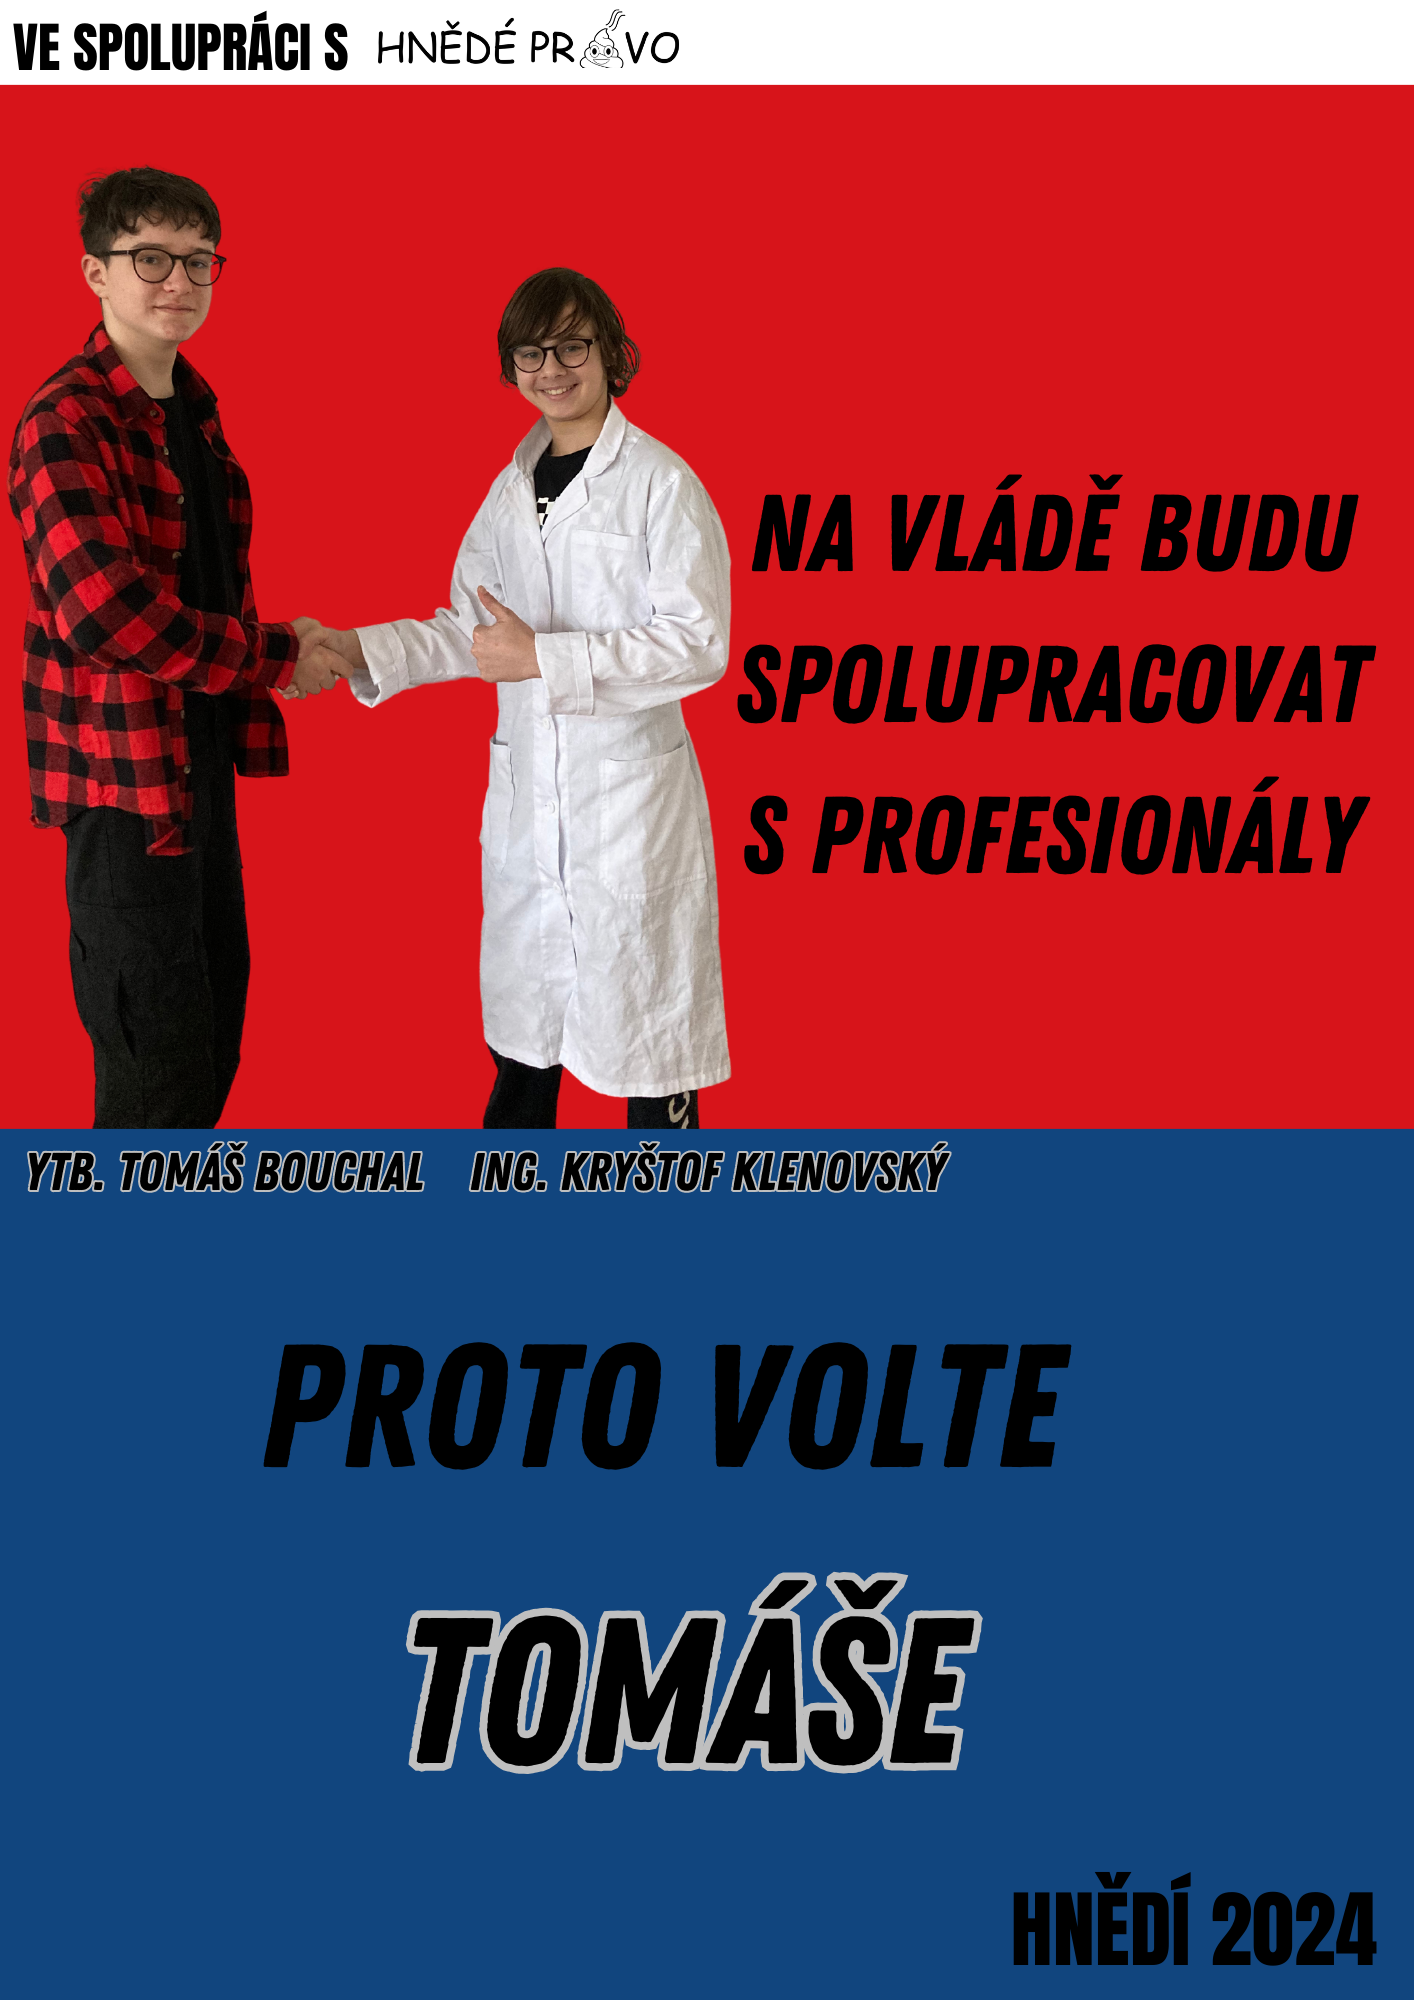 VE SPOLUPRÁCI S HNĚDÉ PRÁVO
NA VLÁDĚ BUDU
SPOLUPRACOVAT
S PROFESIONÁLY
YTB. TOMÁŠ BOUCHAL ING. KRYŠTOF KLENOVSKÝ
PROTO VOLTE
TOMÁŠE
HNĚDÍ 2024